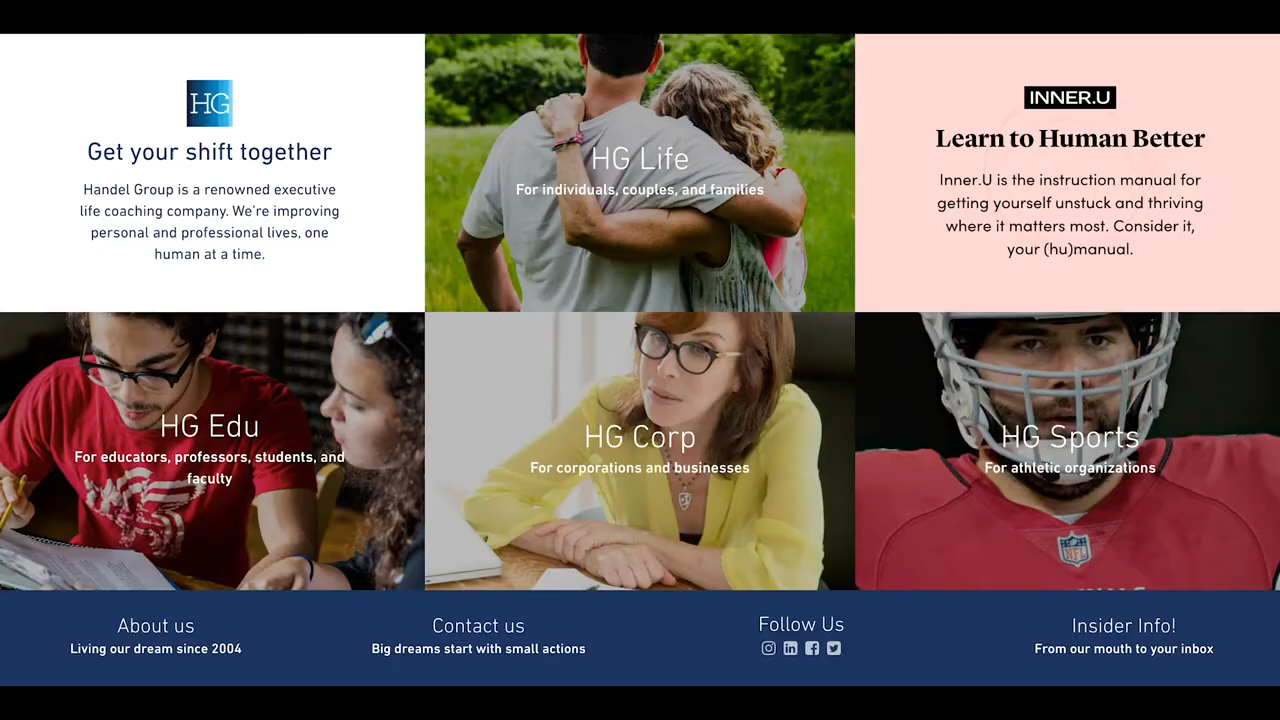 HG
Get your shift together
Handel Group is a renowned executive
life coaching company. We're improving
personal and professional lives, one
human at a time.
HG Life
For individuals, couples, and families
INNER.U
Learn to Human Better
Inner.U is the instruction manual for
getting yourself unstuck and thriving
where it matters most. Consider it,
your (hu)manual.
HG Edu
For educators, professors, students, and
faculty
HG Corp
For corporations and businesses
HG Sports
For athletic organizations
NFL
About us
Living our dream since 2004
Contact us
Big dreams start with small actions
Follow Us
Insider Info!
From our mouth to your inbox